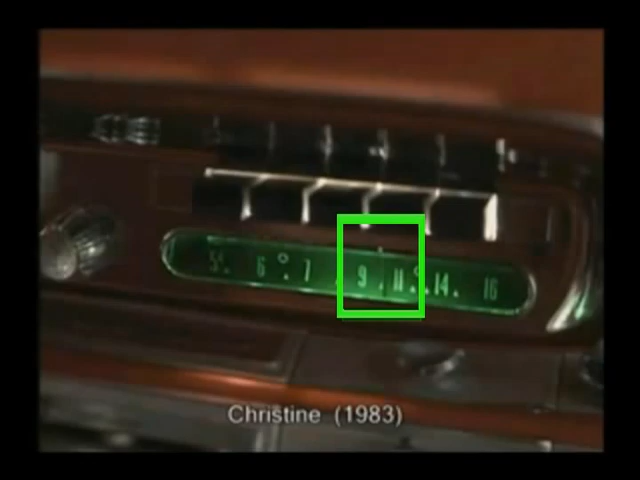 5. 6 . 7 . 9 . 11 . 14 . 16
Christine (1983)